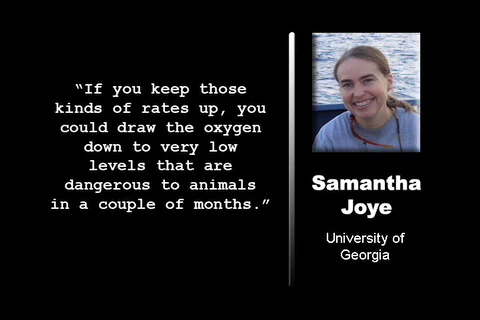 “If you keep those
kinds of rates up, you
could draw the oxygen
down to very low
levels that are
dangerous to animals
in a couple of months.”
Samantha
Joye
University of
Georgia